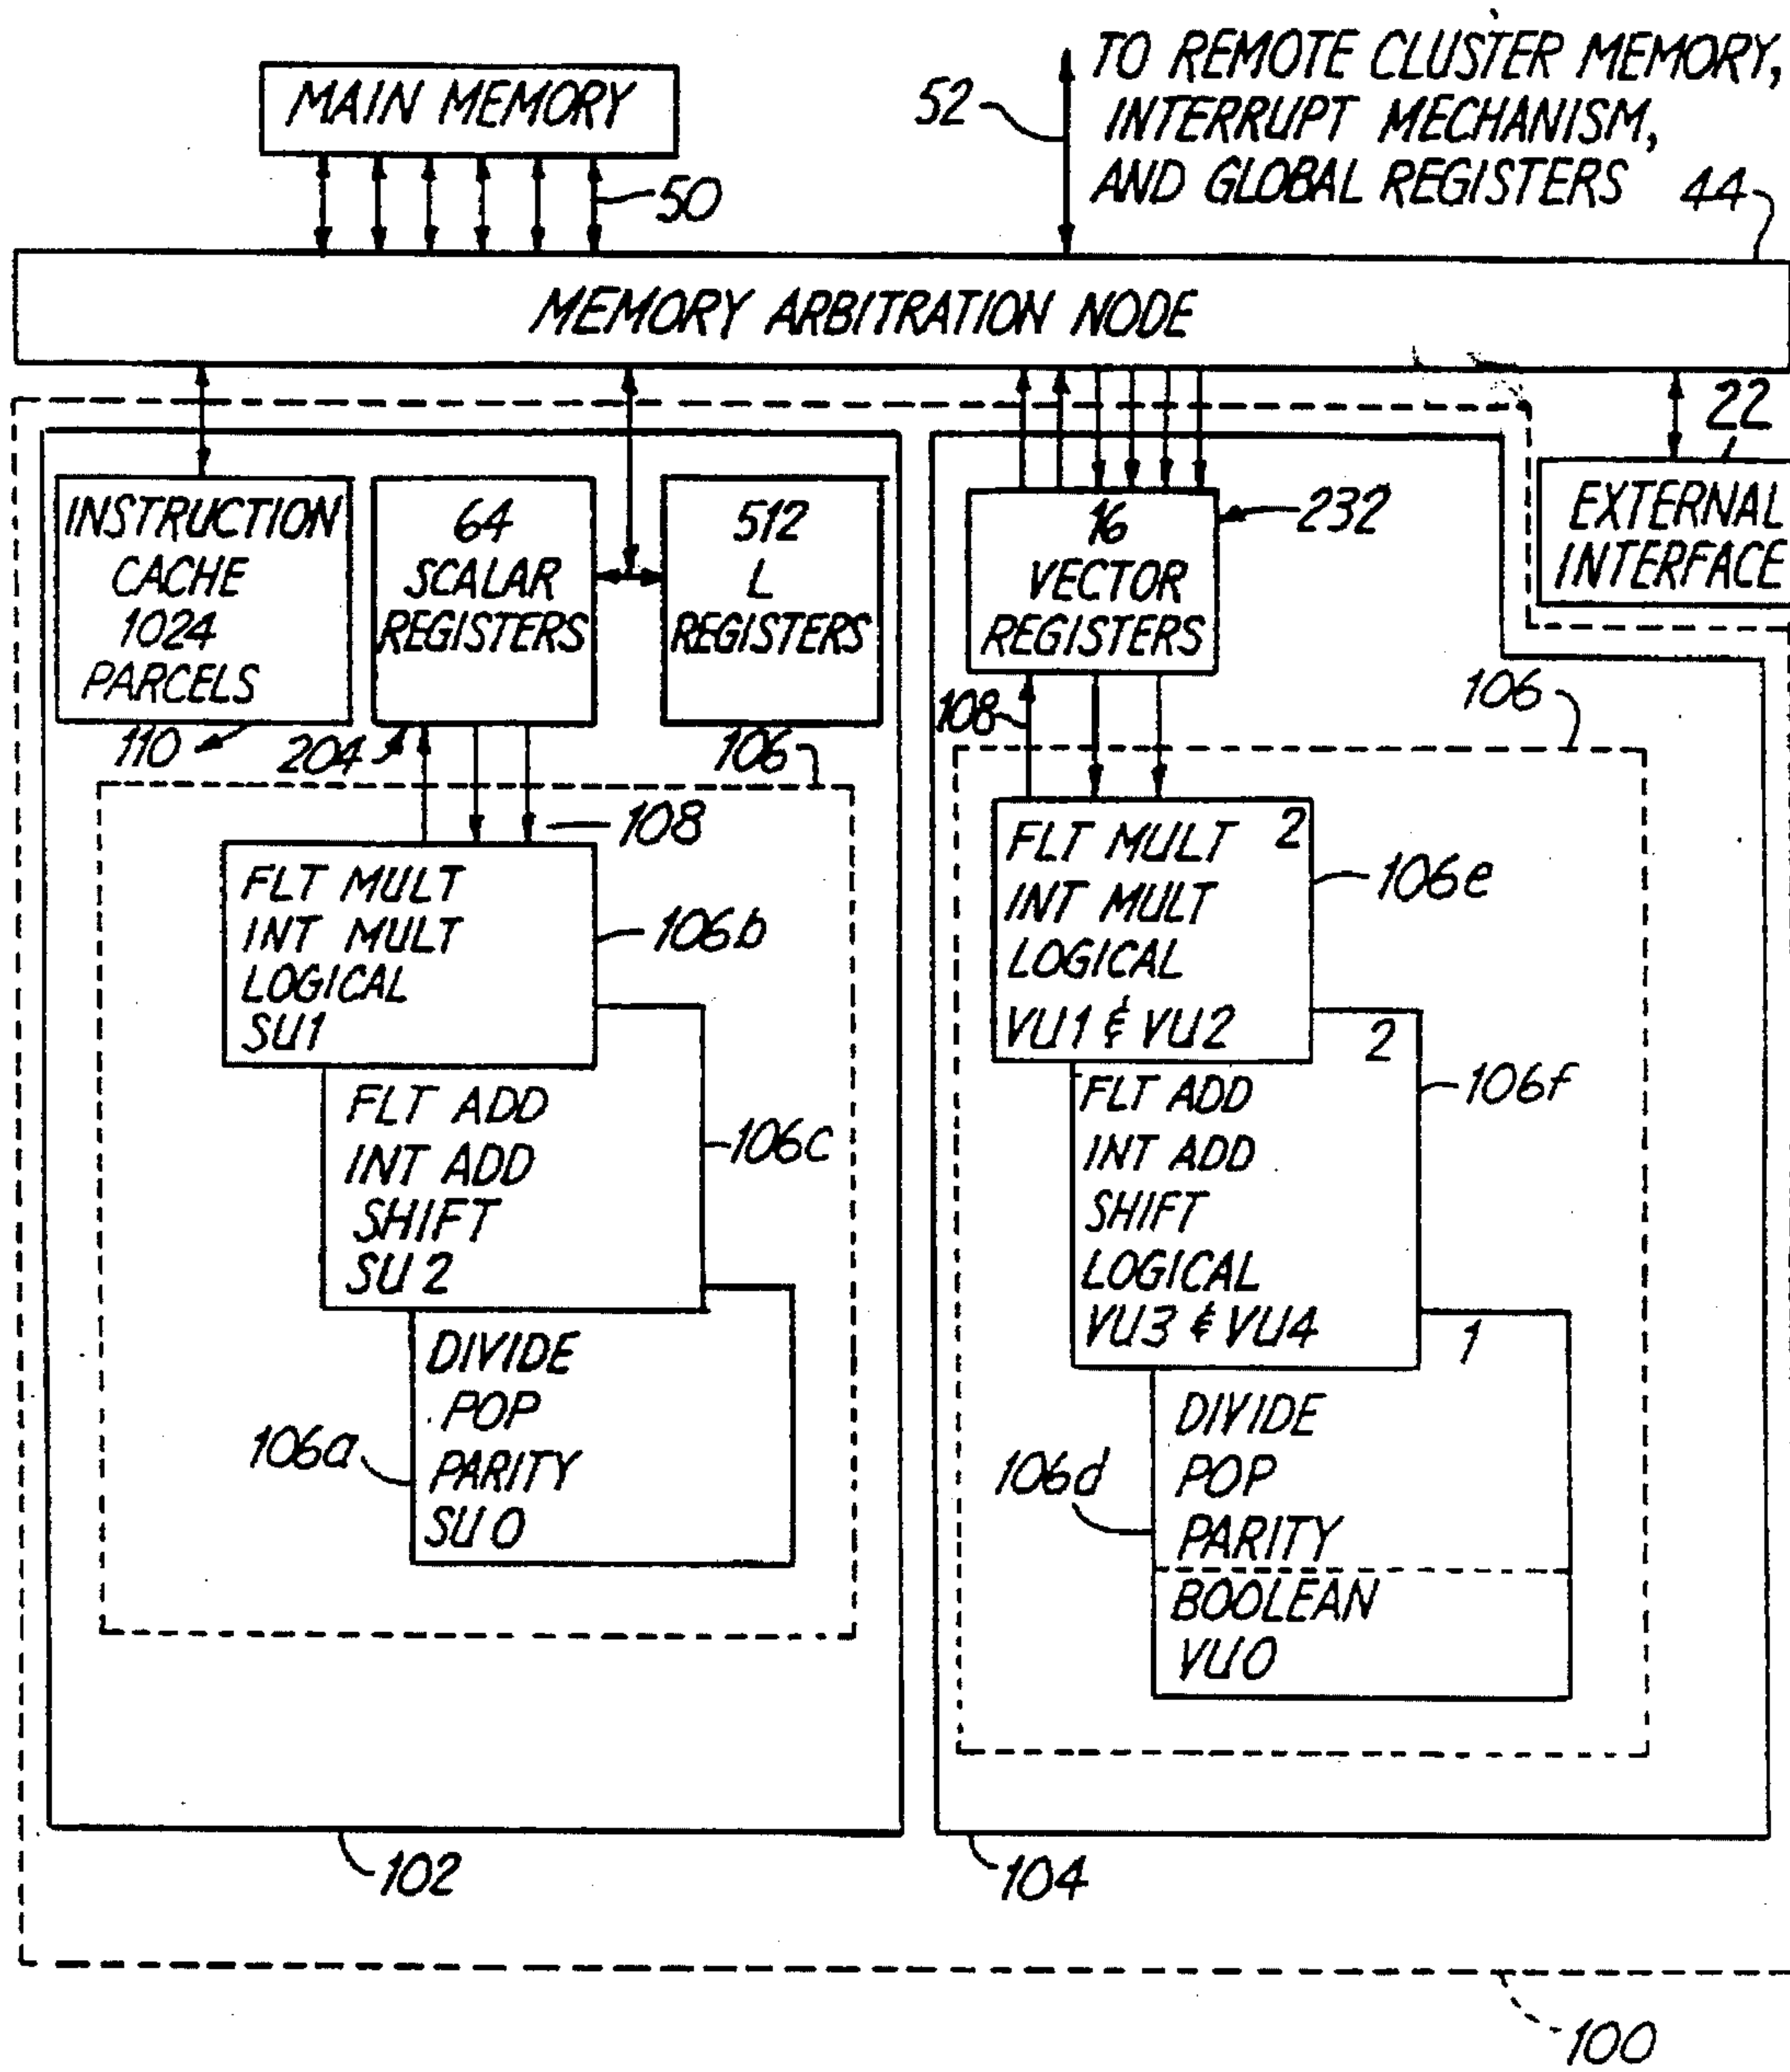 MAIN MEMORY
50
52
TO REMOTE CLUSTER MEMORY,
INTERRUPT MECHANISM,
AND GLOBAL REGISTERS
44
MEMORY ARBITRATION NODE
INSTRUCTION
CACHE
1024
PARCELS
110
64
SCALAR
REGISTERS
204
512
L
REGISTERS
106
108
FLT MULT
INT MULT
LOGICAL
SU1
106b
FLT ADD
INT ADD
SHIFT
SU2
106c
DIVIDE
POP
PARITY
SU0
106a
102
16
VECTOR
REGISTERS
232
22
EXTERNAL
INTERFACE
108
106
FLT MULT 2
INT MULT
LOGICAL
VU1 & VU2
106e
2
FLT ADD
INT ADD
SHIFT
LOGICAL
VU3 & VU4
106f
1
DIVIDE
POP
PARITY
BOOLEAN
VU0
106d
104
100